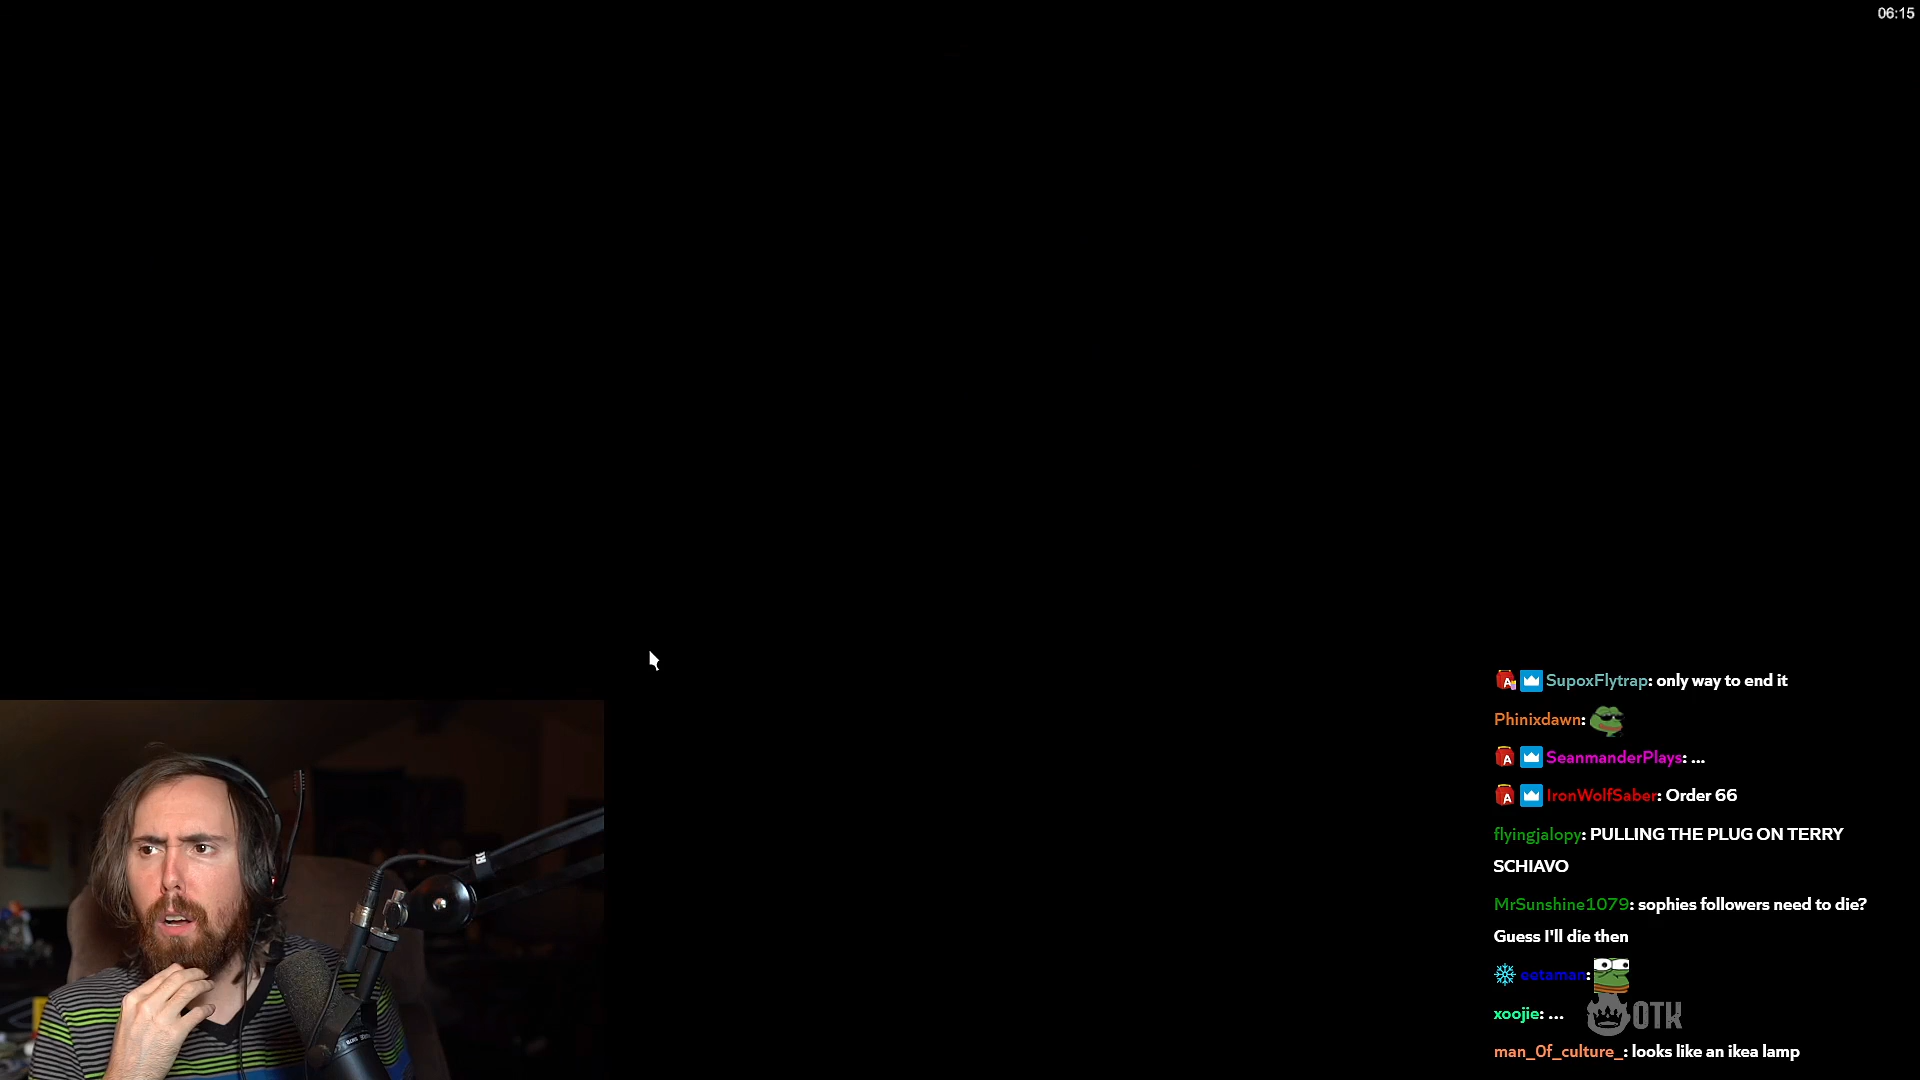 06:15
SupoxFlytrap: only way to end it
Phinixdawn:
SeanmanderPlays: ...
IronWolfSaber: Order 66
flyingjalopy: PULLING THE PLUG ON TERRY
SCHIAVO
MrSunshine1079: sophies followers need to die?
Guess I'll die then
xoojie: ...
OTK
man_0f_culture_: looks like an ikea lamp